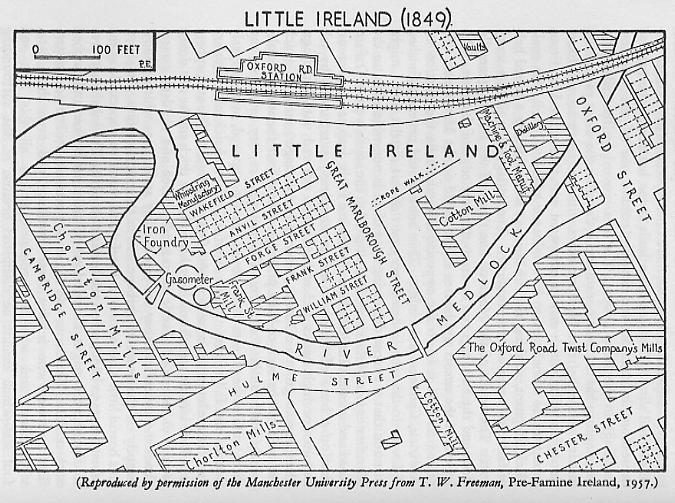 LITTLE IRELAND (1849).
0 100 FEET
P.E.
OXFORD RD.
STATION
Vaults
OXFORD STREET
Machine & Tool Manuf.
Distillery
LITTLE IRELAND
Whipstring
Manufactory
WAKEFIELD STREET
ANVIL STREET
FORGE STREET
FRANK STREET
WILLIAM STREET
GREAT MARLBOROUGH STREET
ROPE WALK
Cotton Mill
Iron
Foundry
Gasometer
Frank St.
Mill
Chorlton Mills
CAMBRIDGE STREET
RIVER MEDLOCK
HULME STREET
The Oxford Road Twist Company's Mills
Cotton Mill
Chorlton Mills
CHESTER STREET
(Reproduced by permission of the Manchester University Press from T. W. Freeman, Pre-Famine Ireland, 1957.)